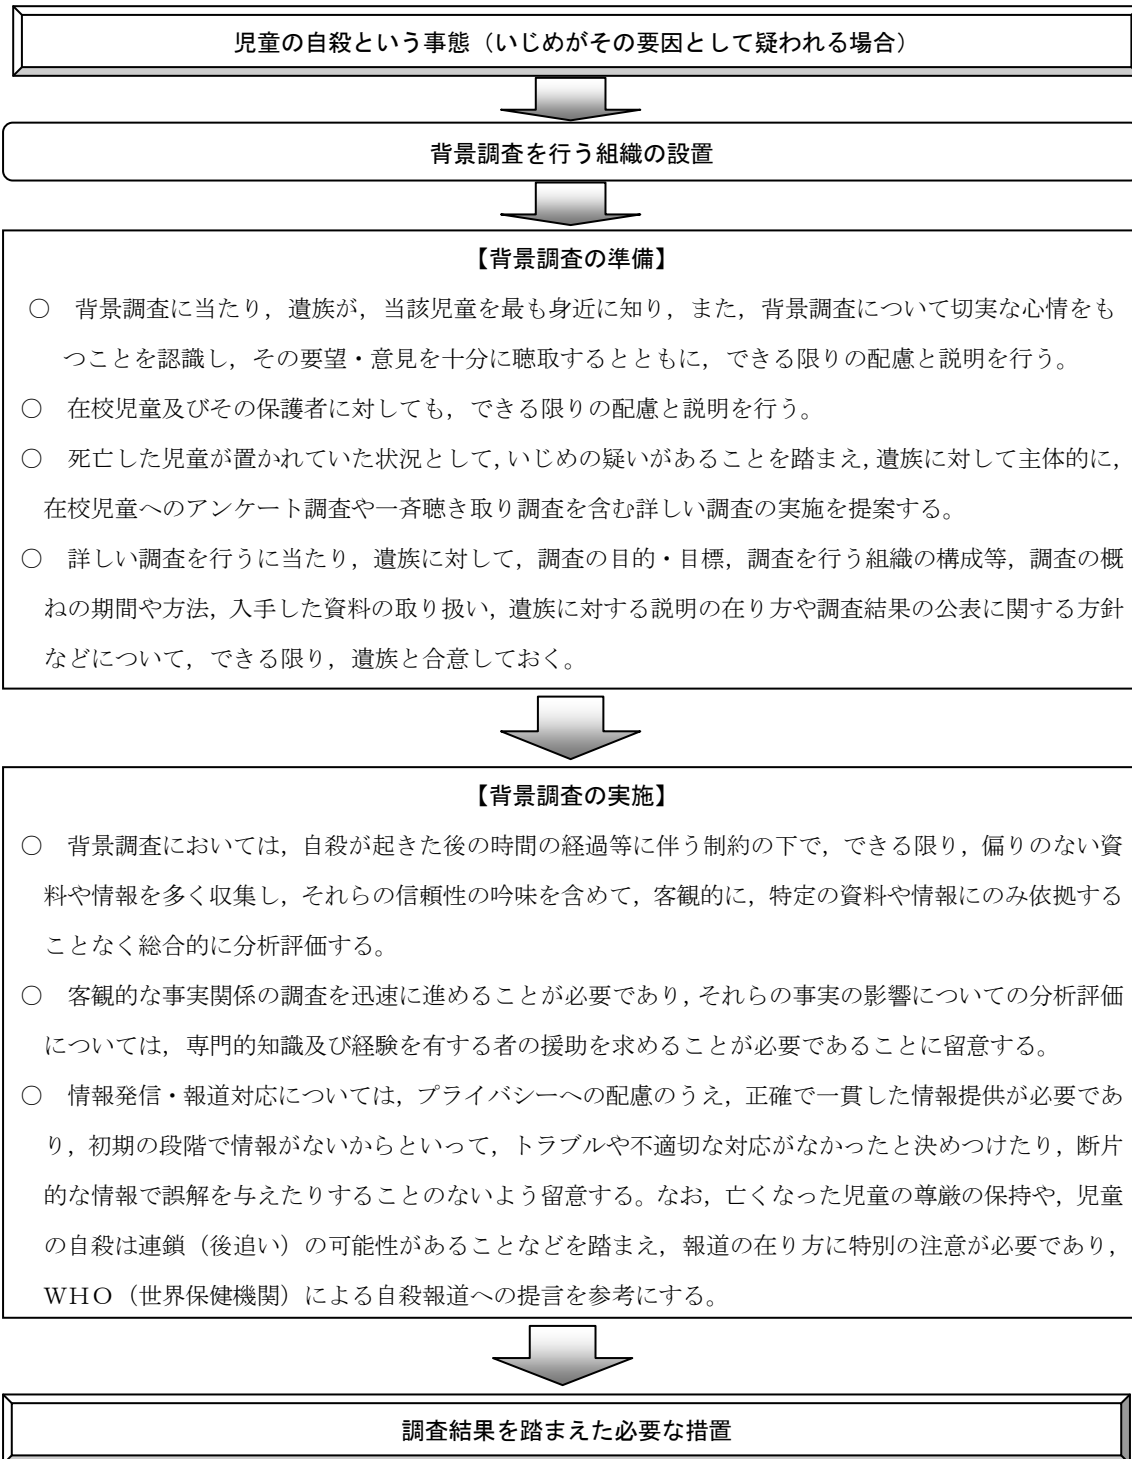 児童の自殺という事態（いじめがその要因として疑われる場合）
背景調査を行う組織の設置
【背景調査の準備】
○　背景調査に当たり，遺族が，当該児童を最も身近に知り，また，背景調査について切実な心情をも
つことを認識し，その要望・意見を十分に聴取するとともに，できる限りの配慮と説明を行う。
○　在校児童及びその保護者に対しても，できる限りの配慮と説明を行う。
○　死亡した児童が置かれていた状況として，いじめの疑いがあることを踏まえ，遺族に対して主体的に，
在校児童へのアンケート調査や一斉聴き取り調査を含む詳しい調査の実施を提案する。
○　詳しい調査を行うに当たり，遺族に対して，調査の目的・目標，調査を行う組織の構成等，調査の概
ねの期間や方法，入手した資料の取り扱い，遺族に対する説明の在り方や調査結果の公表に関する方針
などについて，できる限り，遺族と合意しておく。
【背景調査の実施】
○　背景調査においては，自殺が起きた後の時間の経過等に伴う制約の下で，できる限り，偏りのない資
料や情報を多く収集し，それらの信頼性の吟味を含めて，客観的に，特定の資料や情報にのみ依拠する
ことなく総合的に分析評価する。
○　客観的な事実関係の調査を迅速に進めることが必要であり，それらの事実の影響についての分析評価
については，専門的知識及び経験を有する者の援助を求めることが必要であることに留意する。
○　情報発信・報道対応については，プライバシーへの配慮のうえ，正確で一貫した情報提供が必要であ
り，初期の段階で情報がないからといって，トラブルや不適切な対応がなかったと決めつけたり，断片
的な情報で誤解を与えたりすることのないよう留意する。なお，亡くなった児童の尊厳の保持や，児童
の自殺は連鎖（後追い）の可能性があることなどを踏まえ，報道の在り方に特別の注意が必要であり，
ＷＨＯ（世界保健機関）による自殺報道への提言を参考にする。
調査結果を踏まえた必要な措置